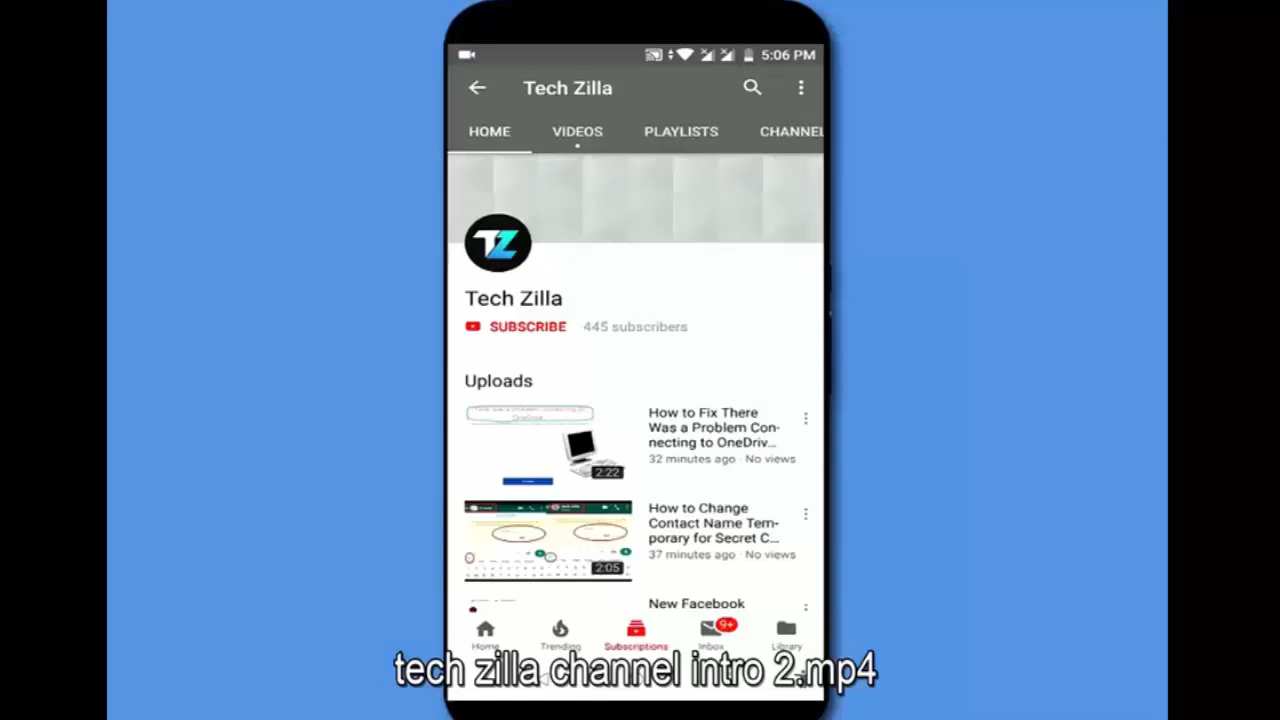 5:06 PM
Tech Zilla
HOME VIDEOS PLAYLISTS CHANNEL
TZ
Tech Zilla
SUBSCRIBE 445 subscribers
Uploads
How to Fix There
Was a Problem Con-
necting to OneDriv...
32 minutes ago · No views
2:22
How to Change
Contact Name Tem-
porary for Secret C...
37 minutes ago · No views
2:05
New Facebook
9+
Home Trending Subscriptions Inbox Library
tech zilla channel intro 2.mp4